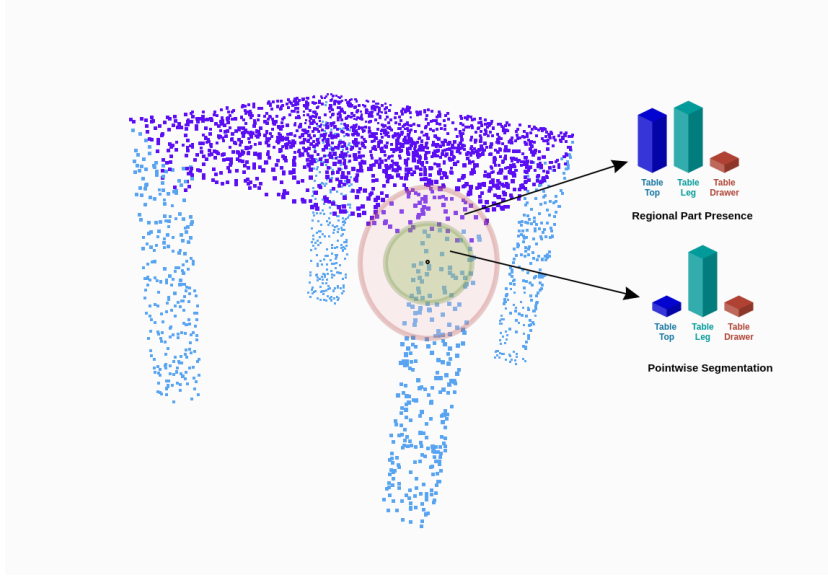 Table Table Table
Top Leg Drawer
Regional Part Presence
Table Table Table
Top Leg Drawer
Pointwise Segmentation